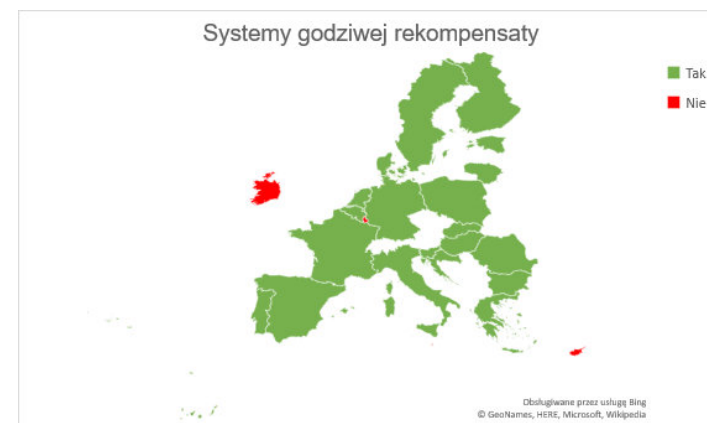 Systemy godziwej rekompensaty
Tak
Nie
Obsługiwane przez usługę Bing
© GeoNames, HERE, Microsoft, Wikipedia